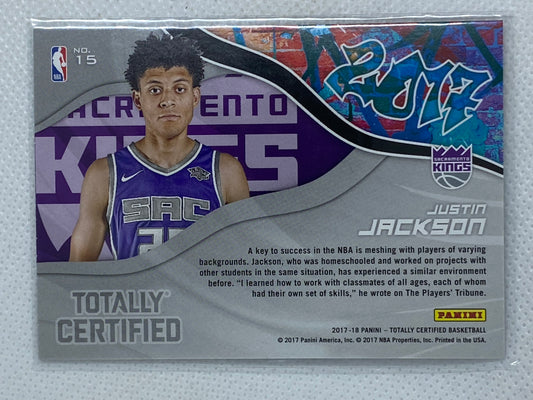 NO.
15
2017
SACRAMENTO
KINGS
SACRAMENTO
KINGS
SAC
JUSTIN
JACKSON
A key to success in the NBA is meshing with players of varying
backgrounds. Jackson, who was homeschooled and worked on projects with
other students in the same situation, has experienced a similar environment
before. “I learned how to work with classmates of all ages, each of whom
had their own set of skills,” he wrote on The Players’ Tribune.
TOTALLY
CERTIFIED
PANINI
2017-18 PANINI – TOTALLY CERTIFIED BASKETBALL
© 2017 Panini America, Inc. © 2017 NBA Properties, Inc. Printed in the USA.